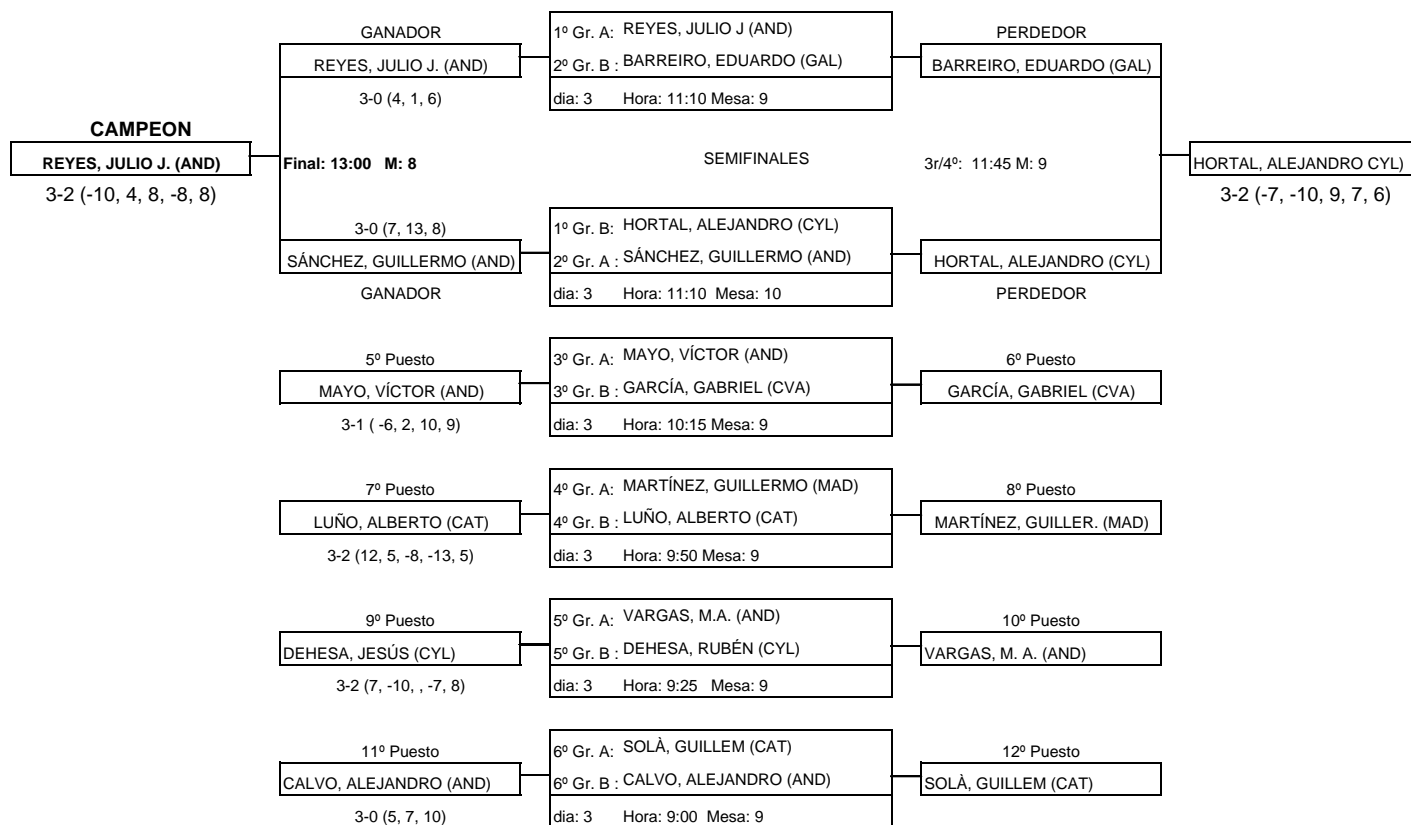 GANADOR 1º Gr. A: REYES, JULIO J (AND) PERDEDOR
REYES, JULIO J. (AND) 2º Gr. B : BARREIRO, EDUARDO (GAL) BARREIRO, EDUARDO (GAL)
3-0 (4, 1, 6) dia: 3 Hora: 11:10 Mesa: 9
CAMPEON
REYES, JULIO J. (AND) Final: 13:00 M: 8 SEMIFINALES 3r/4º: 11:45 M: 9 HORTAL, ALEJANDRO CYL)
3-2 (-10, 4, 8, -8, 8) 3-2 (-7, -10, 9, 7, 6)
3-0 (7, 13, 8) 1º Gr. B: HORTAL, ALEJANDRO (CYL)
SÁNCHEZ, GUILLERMO (AND) 2º Gr. A : SÁNCHEZ, GUILLERMO (AND) HORTAL, ALEJANDRO (CYL)
GANADOR dia: 3 Hora: 11:10 Mesa: 10 PERDEDOR
5º Puesto 3º Gr. A: MAYO, VÍCTOR (AND) 6º Puesto
MAYO, VÍCTOR (AND) 3º Gr. B : GARCÍA, GABRIEL (CVA) GARCÍA, GABRIEL (CVA)
3-1 ( -6, 2, 10, 9) dia: 3 Hora: 10:15 Mesa: 9
7º Puesto 4º Gr. A: MARTÍNEZ, GUILLERMO (MAD) 8º Puesto
LUÑO, ALBERTO (CAT) 4º Gr. B : LUÑO, ALBERTO (CAT) MARTÍNEZ, GUILLER. (MAD)
3-2 (12, 5, -8, -13, 5) dia: 3 Hora: 9:50 Mesa: 9
9º Puesto 5º Gr. A: VARGAS, M.A. (AND) 10º Puesto
DEHESA, JESÚS (CYL) 5º Gr. B : DEHESA, RUBÉN (CYL) VARGAS, M. A. (AND)
3-2 (7, -10, , -7, 8) dia: 3 Hora: 9:25 Mesa: 9
11º Puesto 6º Gr. A: SOLÀ, GUILLEM (CAT) 12º Puesto
CALVO, ALEJANDRO (AND) 6º Gr. B : CALVO, ALEJANDRO (AND) SOLÀ, GUILLEM (CAT)
3-0 (5, 7, 10) dia: 3 Hora: 9:00 Mesa: 9